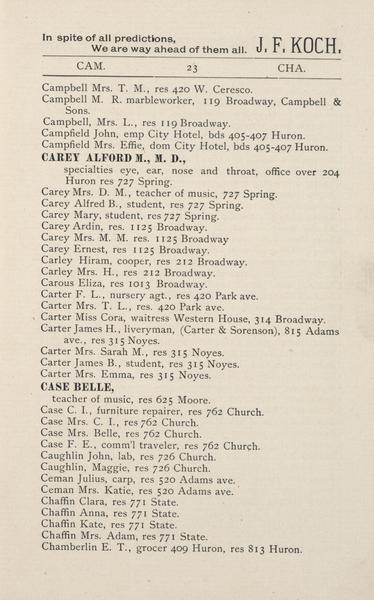 In spite of all predictions,
We are way ahead of them all. J. F. KOCH.
CAM. 23 CHA.
Campbell Mrs. T. M., res 420 W. Ceresco.
Campbell M. R. marbleworker, 119 Broadway, Campbell &
Sons.
Campbell, Mrs. L., res 119 Broadway.
Campfield John, emp City Hotel, bds 405-407 Huron.
Campfield Mrs. Effie, dom City Hotel, bds 405-407 Huron.
CAREY ALFORD M., M. D.,
specialties eye, ear, nose and throat, office over 204
Huron res 727 Spring.
Carey Mrs. D. M., teacher of music, 727 Spring.
Carey Alfred B., student, res 727 Spring.
Carey Mary, student, res 727 Spring.
Carey Ardin, res. 1125 Broadway.
Carey Mrs. M. M. res. 1125 Broadway
Carey Ernest, res 1125 Broadway.
Carley Hiram, cooper, res 212 Broadway.
Carley Mrs. H., res 212 Broadway.
Carous Eliza, res 1013 Broadway.
Carter F. L., nursery agt., res 420 Park ave.
Carter Mrs. T. L., res. 420 Park ave.
Carter Miss Cora, waitress Western House, 314 Broadway.
Carter James H., liveryman, (Carter & Sorenson), 815 Adams
ave., res 315 Noyes.
Carter Mrs. Sarah M., res 315 Noyes.
Carter James B., student, res 315 Noyes.
Carter Mrs. Emma, res 315 Noyes.
CASE BELLE,
teacher of music, res 625 Moore.
Case C. I., furniture repairer, res 762 Church.
Case Mrs. C. I., res 762 Church.
Case Mrs. Belle, res 762 Church.
Case F. E., comm'l traveler, res 762 Church.
Caughlin John, lab, res 726 Church.
Caughlin, Maggie, res 726 Church.
Ceman Julius, carp, res 520 Adams ave.
Ceman Mrs. Katie, res 520 Adams ave.
Chaffin Clara, res 771 State.
Chaffin Anna, res 771 State.
Chaffin Kate, res 771 State.
Chaffin Mrs. Adam, res 771 State.
Chamberlin E. T., grocer 409 Huron, res 813 Huron.